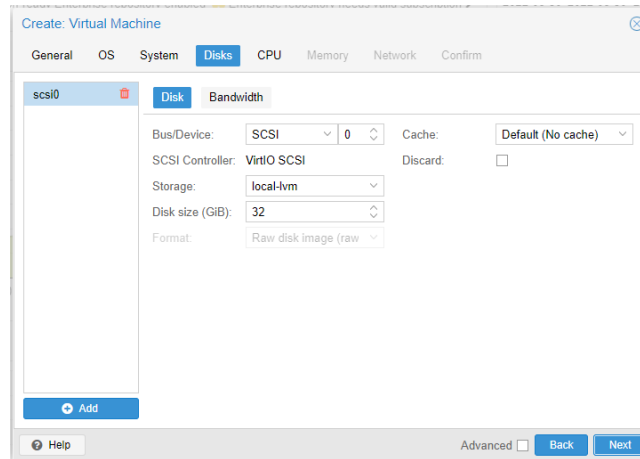 Create: Virtual Machine
General OS System Disks CPU Memory Network Confirm
scsi0
Disk Bandwidth
Bus/Device: SCSI 0 Cache: Default (No cache)
SCSI Controller: VirtIO SCSI Discard:
Storage: local-lvm
Disk size (GiB): 32
Format: Raw disk image (raw
Add
Help Advanced Back Next